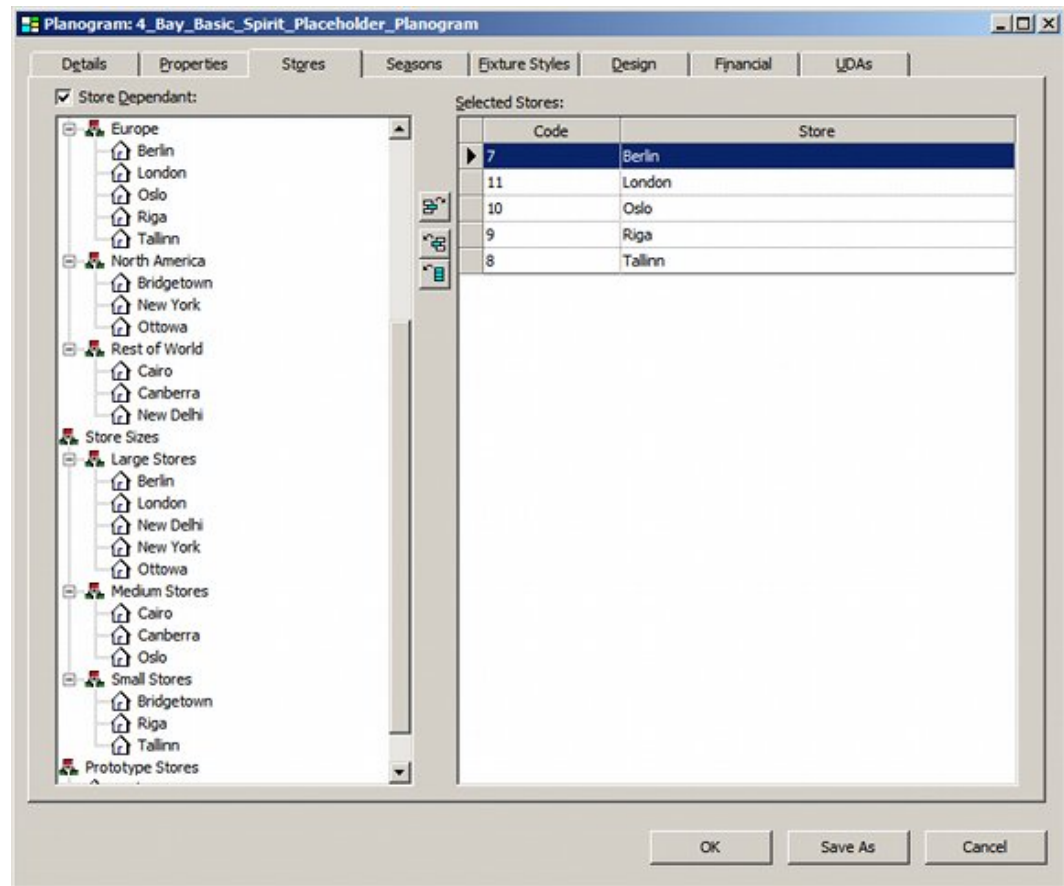 Planogram: 4_Bay_Basic_Spirit_Placeholder_Planogram
Details Properties Stores Seasons Fixture Styles Design Financial UDAs
Store Dependant:
Europe
Berlin
London
Oslo
Riga
Tallinn
North America
Bridgetown
New York
Ottowa
Rest of World
Cairo
Canberra
New Delhi
Store Sizes
Large Stores
Berlin
London
New Delhi
New York
Ottowa
Medium Stores
Cairo
Canberra
Oslo
Small Stores
Bridgetown
Riga
Tallinn
Prototype Stores
Selected Stores:
Code Store
7 Berlin
11 London
10 Oslo
9 Riga
8 Tallinn
OK Save As Cancel